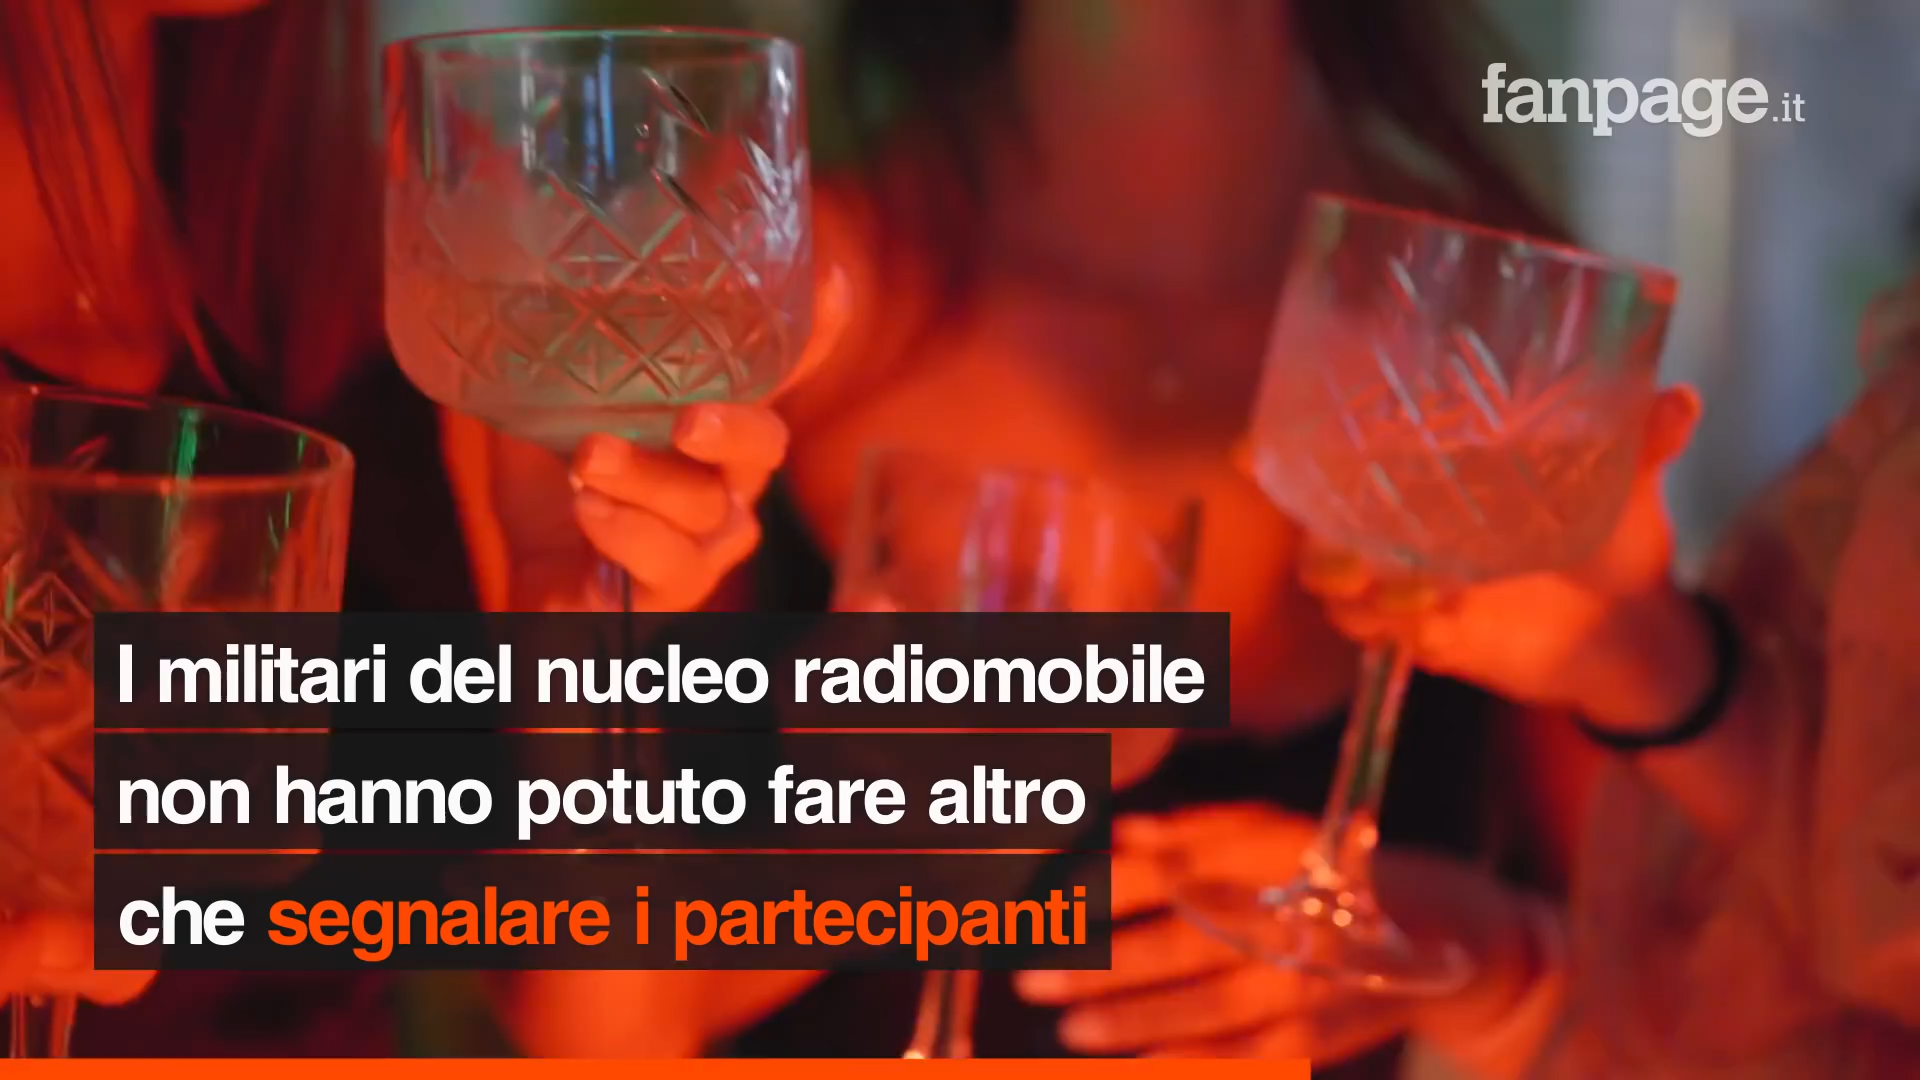 fanpage.it
I militari del nucleo radiomobile
non hanno potuto fare altro
che segnalare i partecipanti